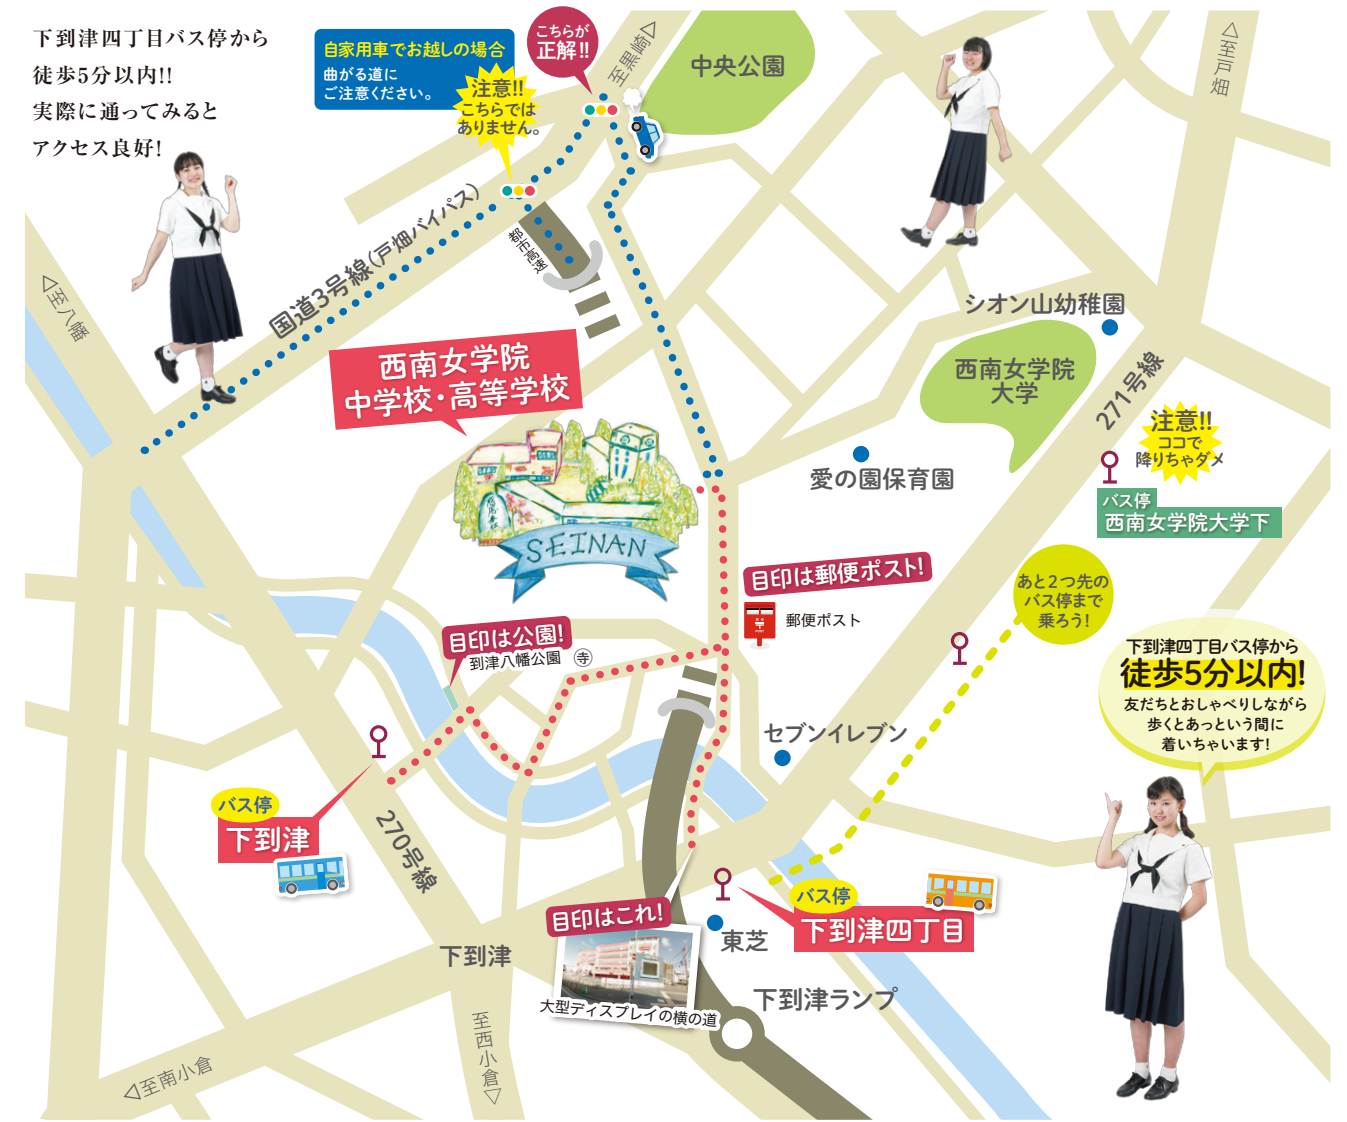 下到津四丁目バス停から
徒歩5分以内!!
実際に通ってみると
アクセス良好!
自家用車でお越しの場合
曲がる道に
ご注意ください。
注意!!
こちらでは
ありません。
こちらが
正解!!
至黒崎▷
中央公園
△至戸畑
◁至八幡
国道3号線(戸畑バイパス)
都市高速
西南女学院
中学校・高等学校
SEINAN
シオン山幼稚園
西南女学院
大学
271号線
注意!!
ココで
降りちゃダメ
バス停
西南女学院大学下
愛の園保育園
目印は郵便ポスト!
郵便ポスト
あと2つ先の
バス停まで
乗ろう!
目印は公園!
到津八幡公園
寺
下到津四丁目バス停から
徒歩5分以内!
友だちとおしゃべりしながら
歩くとあっという間に
着いちゃいます!
セブンイレブン
バス停
下到津
270号線
バス停
下到津四丁目
目印はこれ!
東芝
大型ディスプレイの横の道
下到津
下到津ランプ
至西小倉▽
◁至南小倉